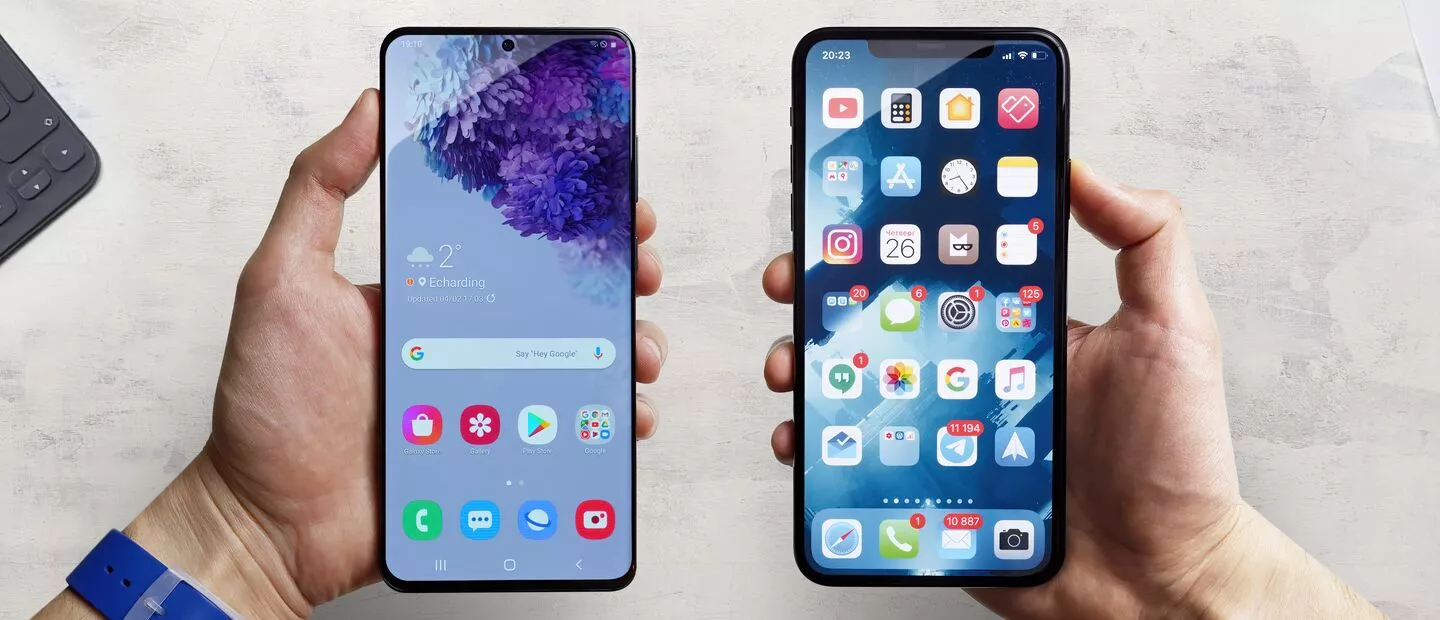 19:10
2°
Echarding
Updated 04/02 17:03
G
Say "Hey Google"
Galaxy Store
Gallery
Play Store
Google
20:23
Четверг
26
5
20
6
1
125
1
G
11 194
1
10 887